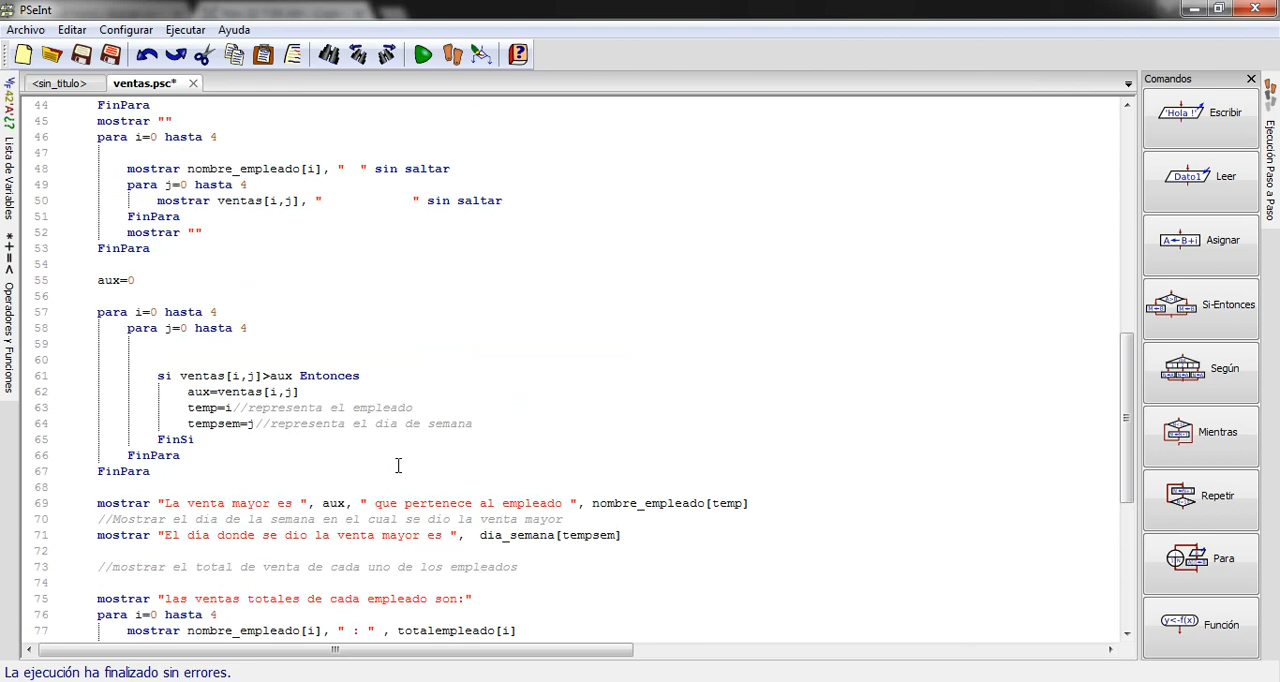 PSeInt
Archivo Editar Configurar Ejecutar Ayuda
<sin_titulo> ventas.psc*
Comandos
44 FinPara
45 mostrar ""
46 para i=0 hasta 4
47
48 mostrar nombre_empleado[i], "  " sin saltar
49 para j=0 hasta 4
50 mostrar ventas[i,j], "            " sin saltar
51 FinPara
52 mostrar ""
53 FinPara
54
55 aux=0
56
57 para i=0 hasta 4
58 para j=0 hasta 4
59
60
61 si ventas[i,j]>aux Entonces
62 aux=ventas[i,j]
63 temp=i//representa el empleado
64 tempsem=j//representa el dia de semana
65 FinSi
66 FinPara
67 FinPara
68
69 mostrar "La venta mayor es ", aux, " que pertenece al empleado ", nombre_empleado[temp]
70 //Mostrar el dia de la semana en el cual se dio la venta mayor
71 mostrar "El día donde se dio la venta mayor es ",  dia_semana[tempsem]
72
73 //mostrar el total de venta de cada uno de los empleados
74
75 mostrar "las ventas totales de cada empleado son:"
76 para i=0 hasta 4
77 mostrar nombre_empleado[i], " : " , totalempleado[i]
Lista de Variables
*+=< Operadores y Funciones
'Hola !' Escribir
Dato1 Leer
A←B+i Asignar
Si-Entonces
Según
Mientras
Repetir
Para
y<-f(x) Función
Ejecución Paso a Paso
La ejecución ha finalizado sin errores.